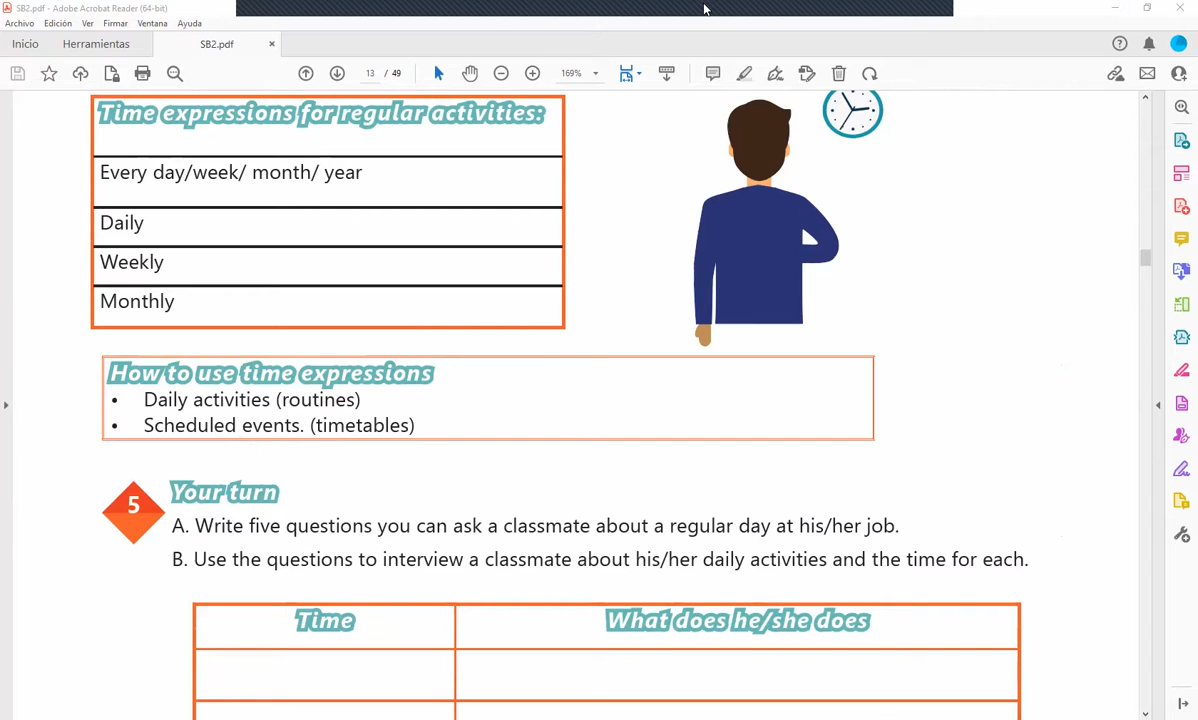 SB2.pdf - Adobe Acrobat Reader (64-bit)
Archivo Edición Ver Firmar Ventana Ayuda
Inicio Herramientas SB2.pdf ×
13 / 49 169%
Time expressions for regular activities:
Every day/week/ month/ year
Daily
Weekly
Monthly
How to use time expressions
• Daily activities (routines)
• Scheduled events. (timetables)
5 Your turn
A. Write five questions you can ask a classmate about a regular day at his/her job.
B. Use the questions to interview a classmate about his/her daily activities and the time for each.
Time What does he/she does